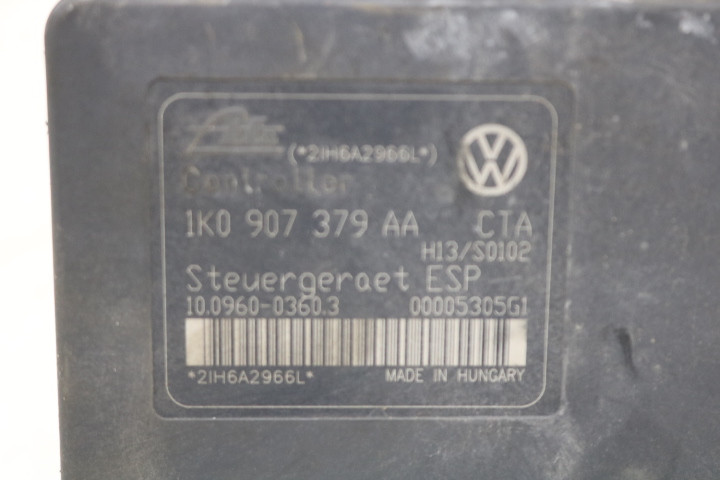 Ate
(*2IH6A2966L*)
Controller
1K0 907 379 AA CTA
H13/S0102
Steuergeraet ESP
10.0960-0360.3 00005305G1
*2IH6A2966L* MADE IN HUNGARY